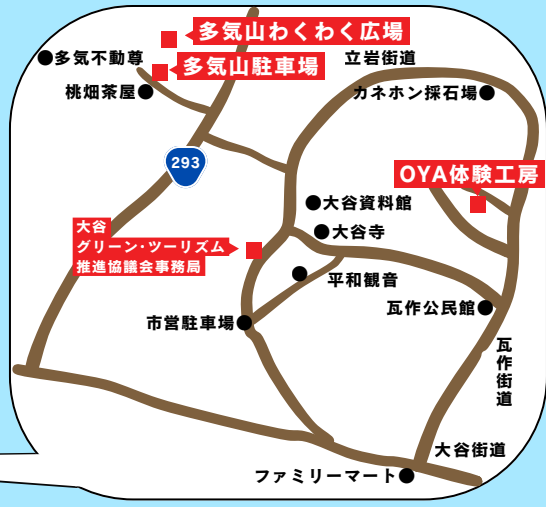 多気山わくわく広場
●多気不動尊
多気山駐車場
立岩街道
桃畑茶屋●
カネホン採石場●
293
OYA体験工房
●大谷資料館
大谷
グリーン・ツーリズム
推進協議会事務局
●大谷寺
平和観音
瓦作公民館●
市営駐車場●
瓦作街道
大谷街道
ファミリーマート●